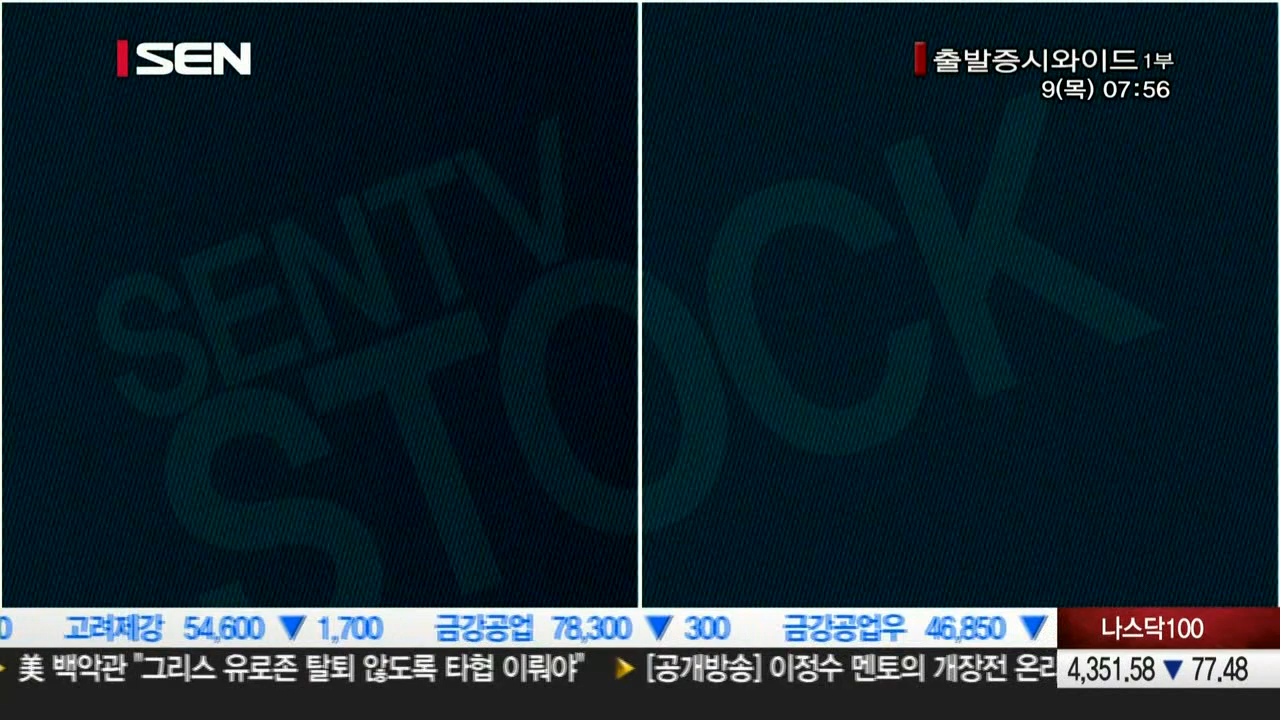 SEN
출발증시와이드 1부
9(목) 07:56
SENTV
STOCK
0 고려제강 54,600 ▼ 1,700 금강공업 78,300 ▼ 300 금강공업우 46,850 ▼
나스닥100
美 백악관 "그리스 유로존 탈퇴 않도록 타협 이뤄야" [공개방송] 이정수 멘토의 개장전 온라
4,351.58 ▼ 77.48